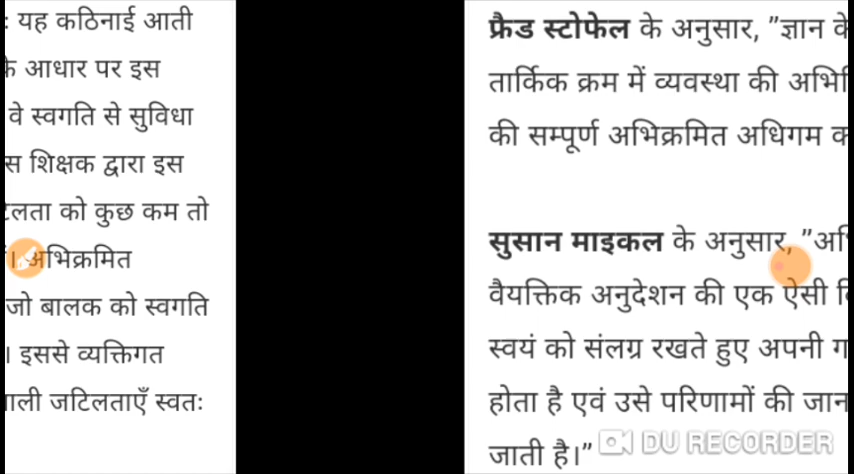 : यह कठिनाई आती
के आधार पर इस
वे स्वगति से सुविधा
स शिक्षक द्वारा इस
टिलता को कुछ कम तो
। अभिक्रमित
जो बालक को स्वगति
। इससे व्यक्तिगत
वाली जटिलताएँ स्वतः
फ्रैड स्टोफेल के अनुसार, ”ज्ञान के
तार्किक क्रम में व्यवस्था की अभि
की सम्पूर्ण अभिक्रमित अधिगम क
सुसान माइकल के अनुसार, ”अभि
वैयक्तिक अनुदेशन की एक ऐसी वि
स्वयं को संलग्र रखते हुए अपनी ग
होता है एवं उसे परिणामों की जान
जाती है।”
DU RECORDER